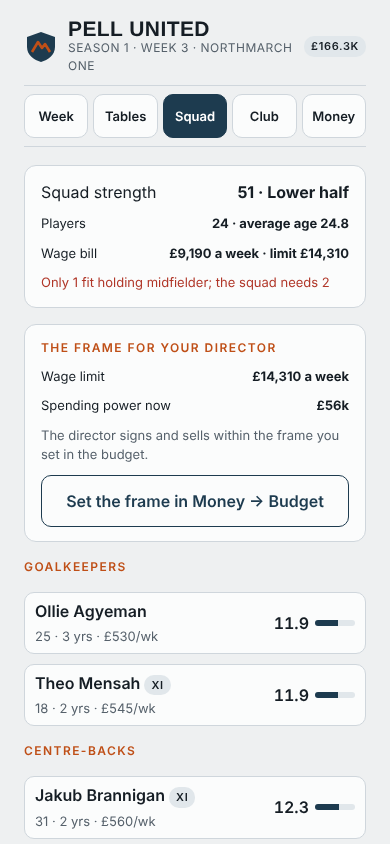 PELL UNITED
SEASON 1 · WEEK 3 · NORTHMARCH
ONE
£166.3K
Week
Tables
Squad
Club
Money
Squad strength
51 · Lower half
Players
24 · average age 24.8
Wage bill
£9,190 a week · limit £14,310
Only 1 fit holding midfielder; the squad needs 2
THE FRAME FOR YOUR DIRECTOR
Wage limit
£14,310 a week
Spending power now
£56k
The director signs and sells within the frame you
set in the budget.
Set the frame in Money → Budget
GOALKEEPERS
Ollie Agyeman
25 · 3 yrs · £530/wk
11.9
Theo Mensah XI
18 · 2 yrs · £545/wk
11.9
CENTRE-BACKS
Jakub Brannigan XI
31 · 2 yrs · £560/wk
12.3